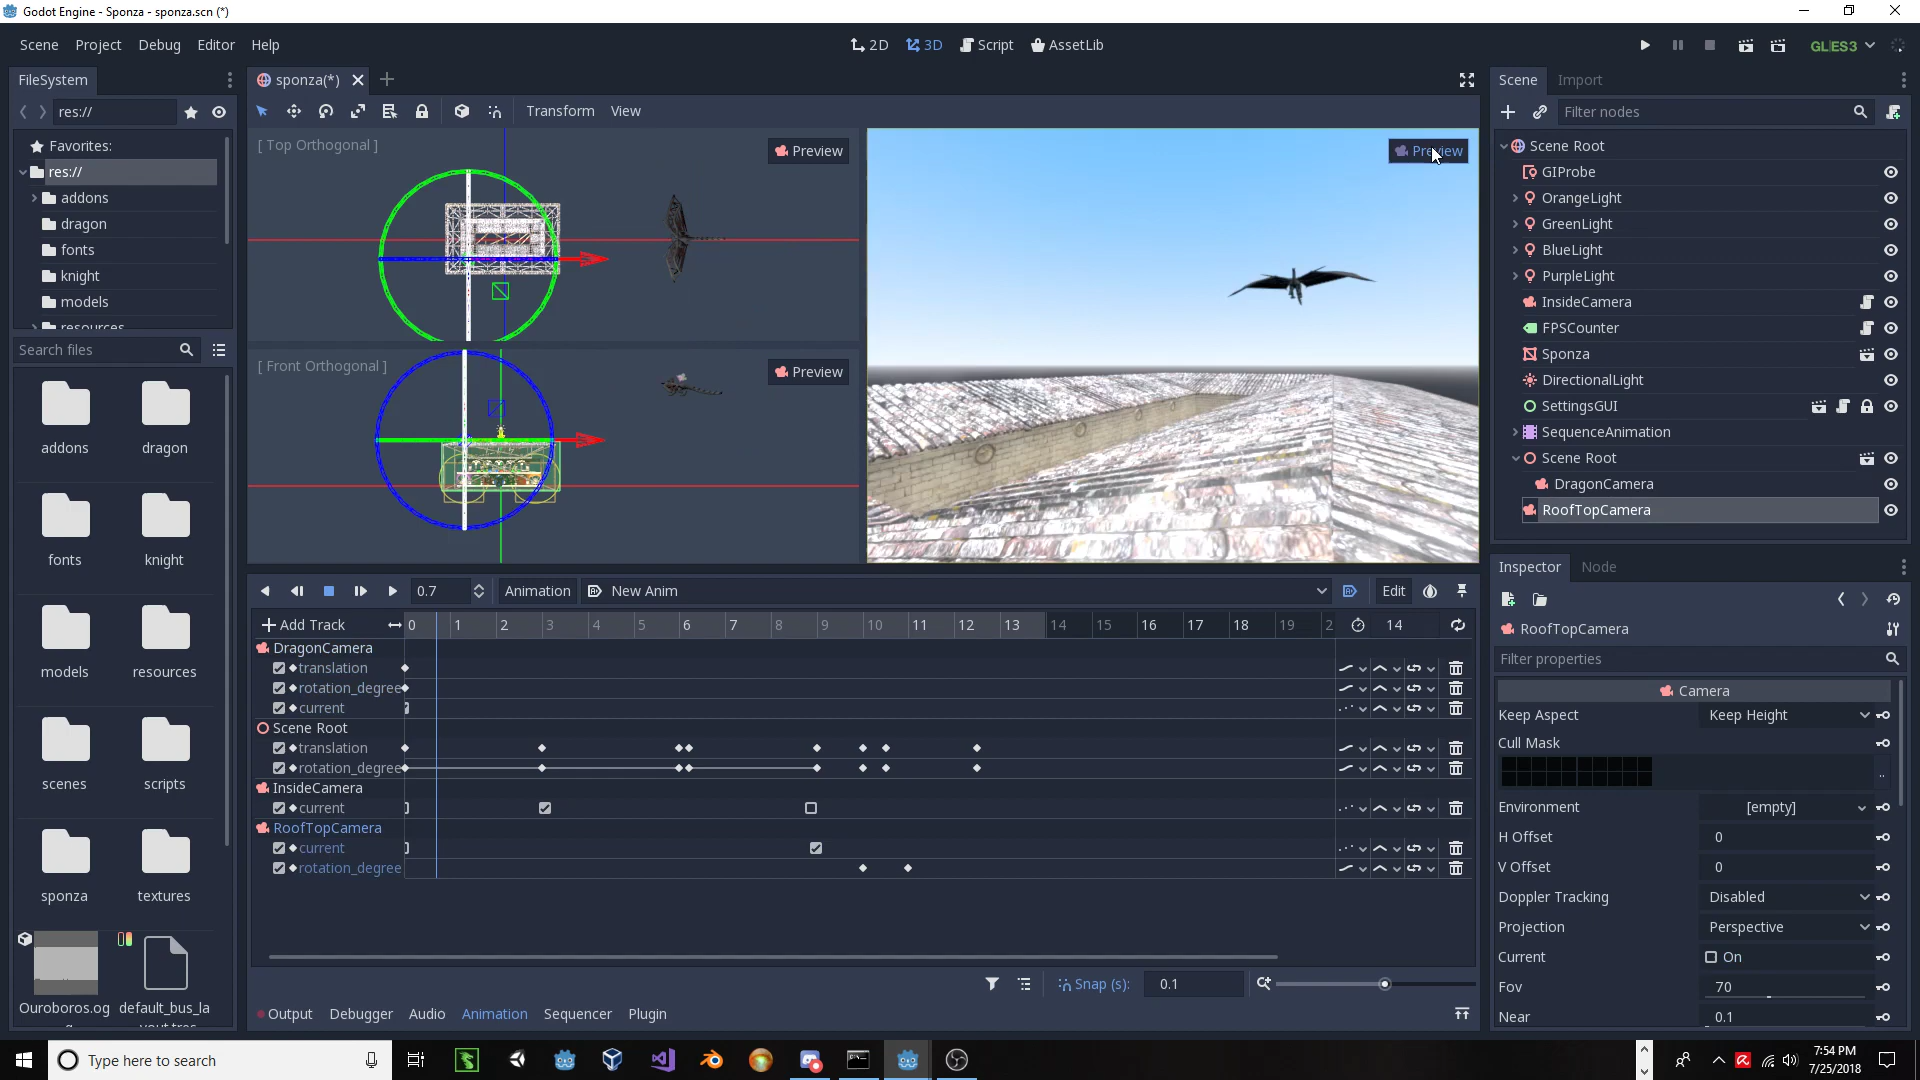 Godot Engine - Sponza - sponza.scn (*)
Scene Project Debug Editor Help
2D 3D Script AssetLib
GLES3
FileSystem
sponza(*)
Scene Import
res://
Transform View
Filter nodes
Favorites:
res://
addons
dragon
fonts
knight
models
resources
Search files
addons dragon
fonts knight
models resources
scenes scripts
sponza textures
Ouroboros.og
g
default_bus_la
yout.tres
[ Top Orthogonal ]
Preview
[ Front Orthogonal ]
Preview
Preview
Scene Root
GIProbe
OrangeLight
GreenLight
BlueLight
PurpleLight
InsideCamera
FPSCounter
Sponza
DirectionalLight
SettingsGUI
SequenceAnimation
Scene Root
DragonCamera
RoofTopCamera
0.7 Animation New Anim Edit
Add Track 0 1 2 3 4 5 6 7 8 9 10 11 12 13 14 15 16 17 18 19 2 14
DragonCamera
translation
rotation_degree
current
Scene Root
translation
rotation_degree
InsideCamera
current
RoofTopCamera
current
rotation_degree
Snap (s): 0.1
Output Debugger Audio Animation Sequencer Plugin
Inspector Node
RoofTopCamera
Filter properties
Camera
Keep Aspect Keep Height
Cull Mask
..
Environment [empty]
H Offset 0
V Offset 0
Doppler Tracking Disabled
Projection Perspective
Current On
Fov 70
Near 0.1
Type here to search
7:54 PM
7/25/2018